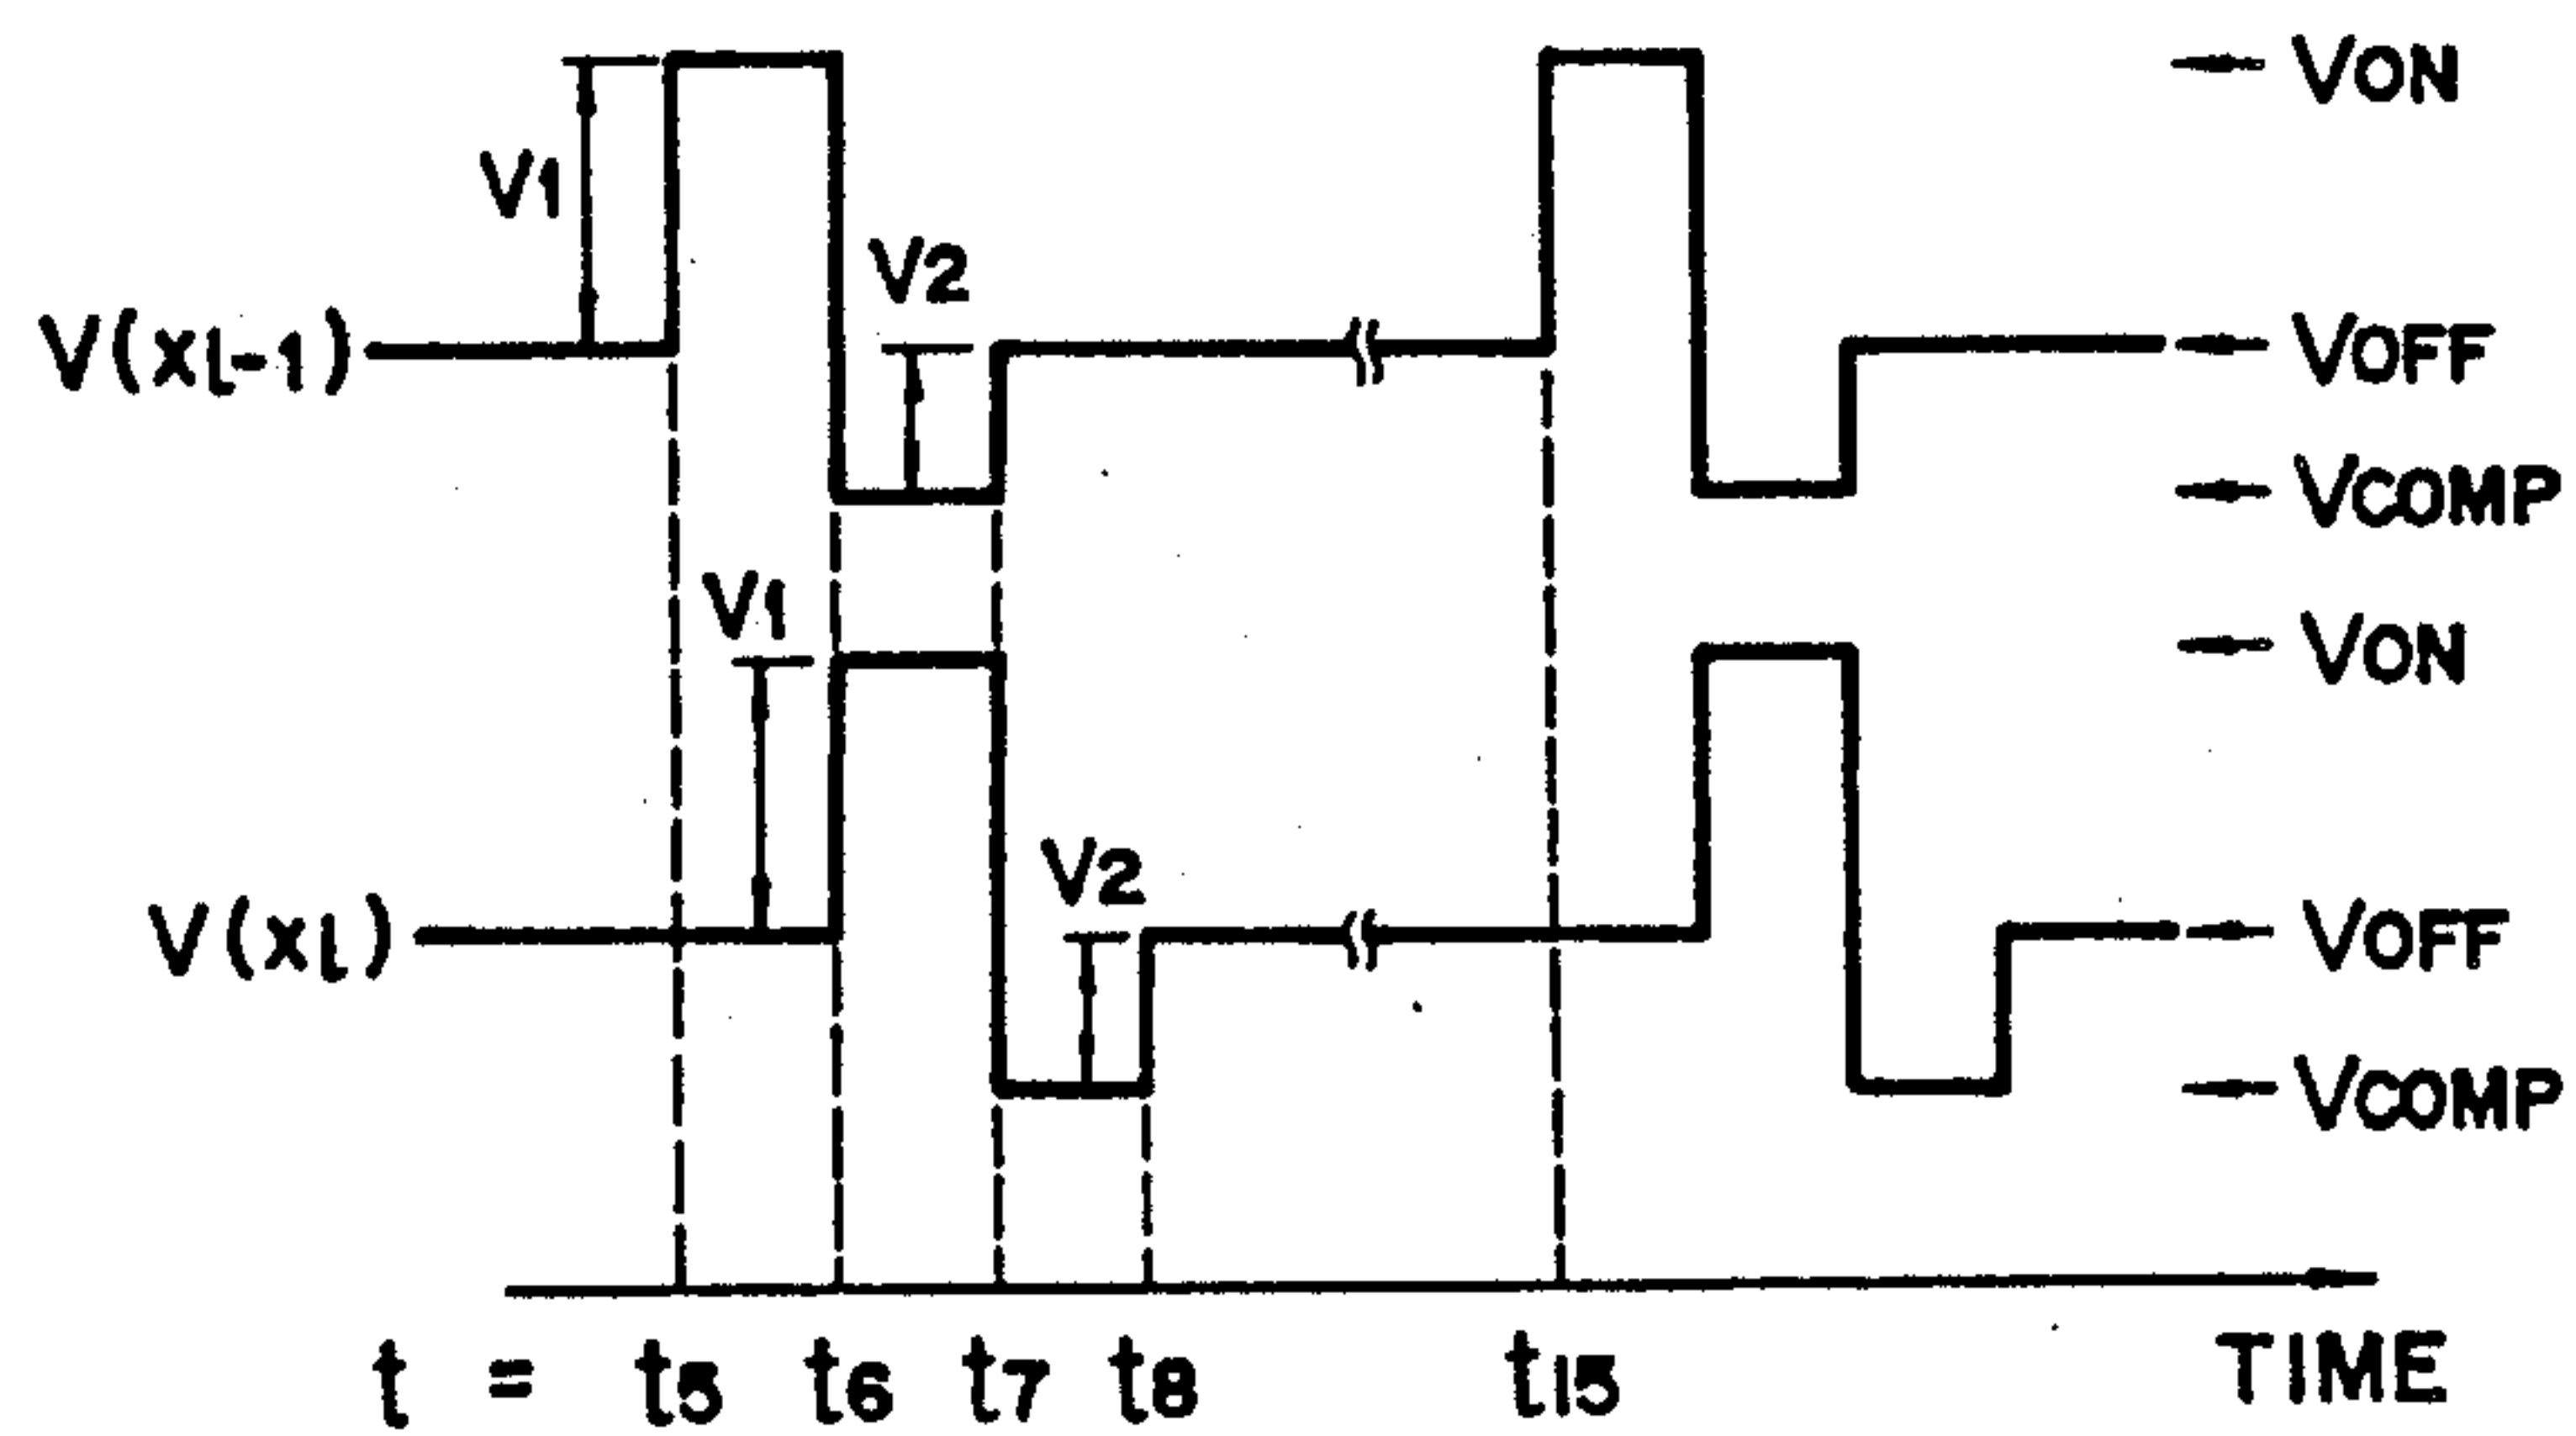 VON
V1
V2
V(xl-1)
VOFF
VCOMP
V1
VON
V2
V(xl)
VOFF
VCOMP
t = t5 t6 t7 t8 t15 TIME